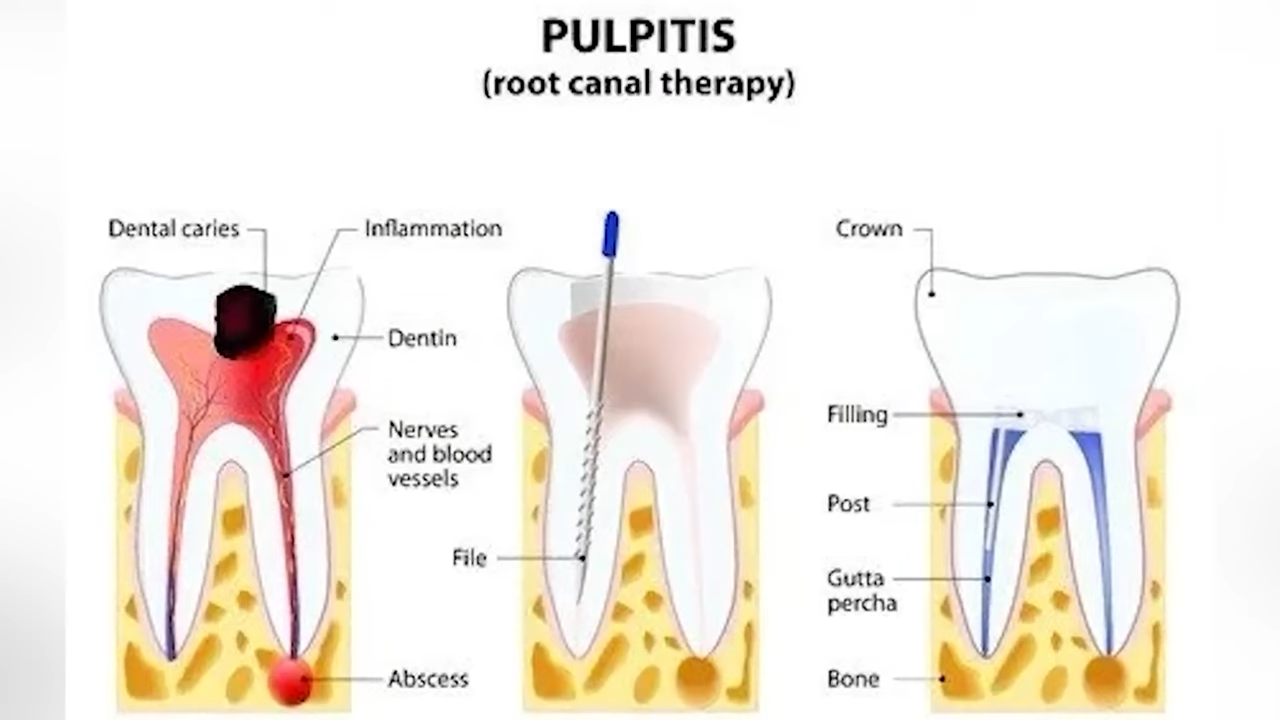 PULPITIS
(root canal therapy)
Dental caries
Inflammation
Dentin
Nerves
and blood
vessels
Abscess
File
Crown
Filling
Post
Gutta
percha
Bone